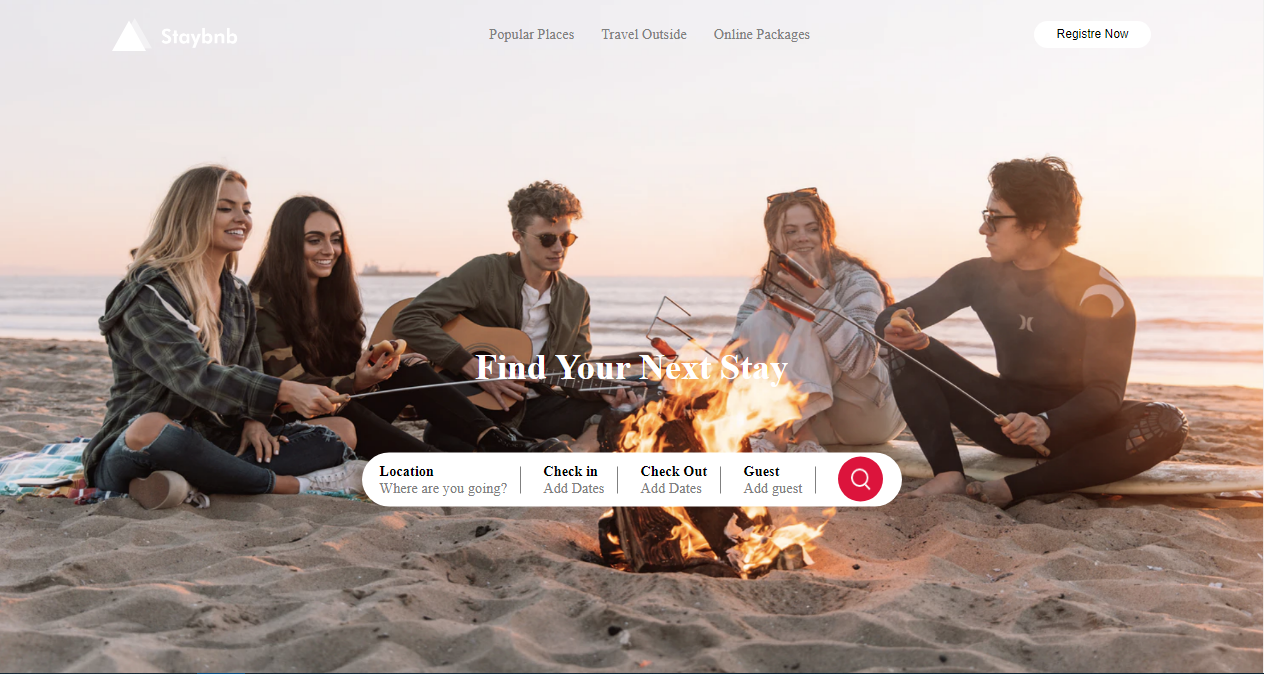 Staybnb
Popular Places Travel Outside Online Packages
Registre Now
Find Your Next Stay
Location Check in Check Out Guest
Where are you going? Add Dates Add Dates Add guest